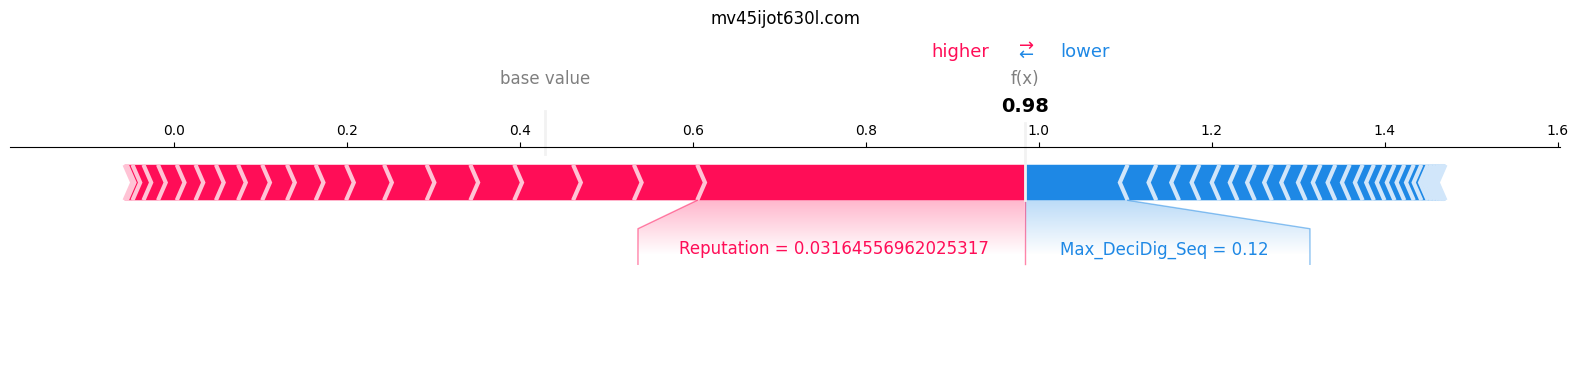 mv45ijot630l.com
higher ⇄ lower
base value f(x)
0.98
0.0 0.2 0.4 0.6 0.8 1.0 1.2 1.4 1.6
Reputation = 0.03164556962025317 Max_DeciDig_Seq = 0.12